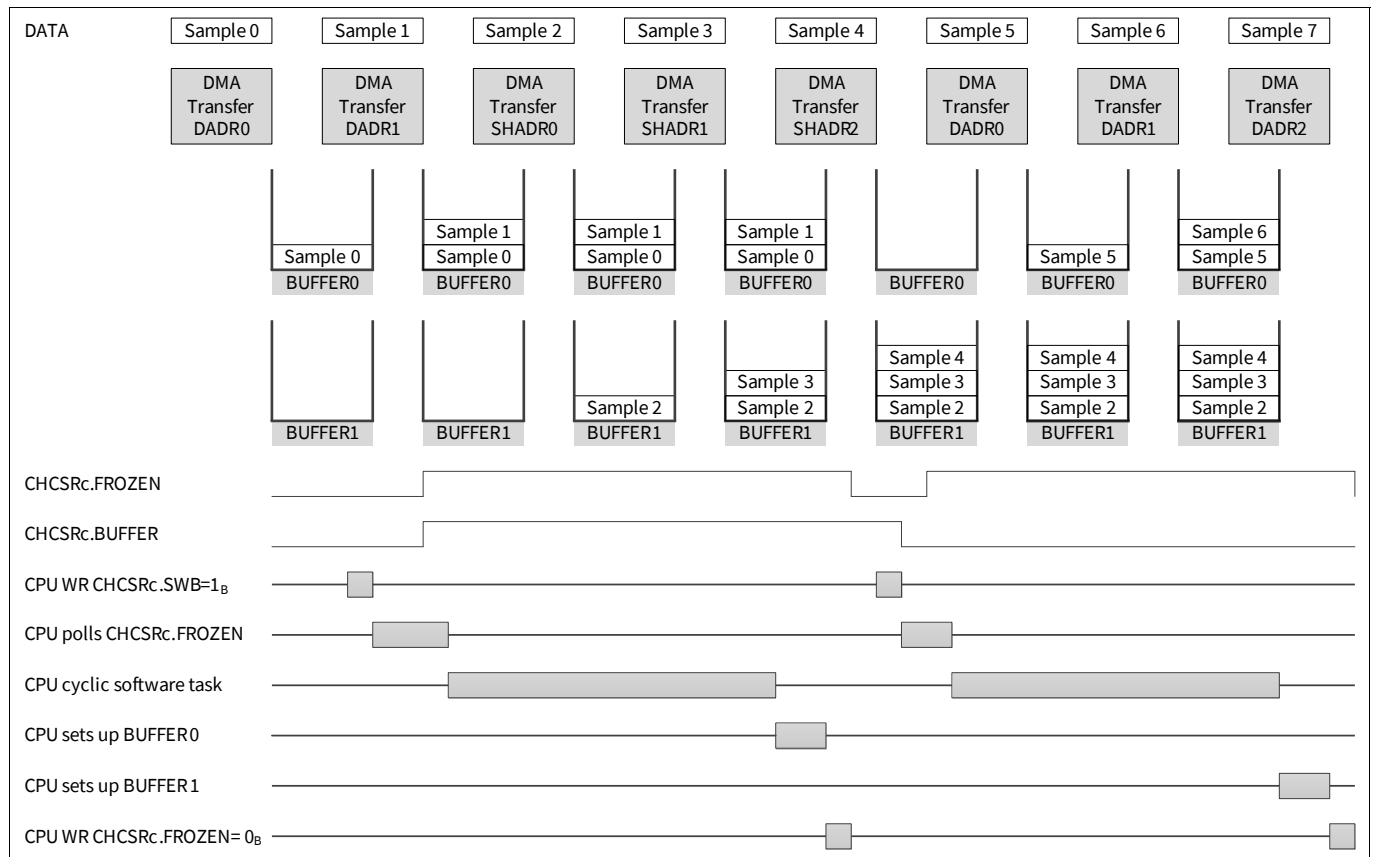 DATA Sample 0 Sample 1 Sample 2 Sample 3 Sample 4 Sample 5 Sample 6 Sample 7
DMA DMA DMA DMA DMA DMA DMA DMA
Transfer Transfer Transfer Transfer Transfer Transfer Transfer Transfer
DADR0 DADR1 SHADR0 SHADR1 SHADR2 DADR0 DADR1 DADR2
Sample 1 Sample 1 Sample 1 Sample 6
Sample 0 Sample 0 Sample 0 Sample 0 Sample 5 Sample 5
BUFFER0 BUFFER0 BUFFER0 BUFFER0 BUFFER0 BUFFER0 BUFFER0
Sample 4 Sample 4 Sample 4
Sample 3 Sample 3 Sample 3 Sample 3
Sample 2 Sample 2 Sample 2 Sample 2 Sample 2
BUFFER1 BUFFER1 BUFFER1 BUFFER1 BUFFER1 BUFFER1 BUFFER1
CHCSRc.FROZEN
CHCSRc.BUFFER
CPU WR CHCSRc.SWB=1B
CPU polls CHCSRc.FROZEN
CPU cyclic software task
CPU sets up BUFFER0
CPU sets up BUFFER1
CPU WR CHCSRc.FROZEN= 0B